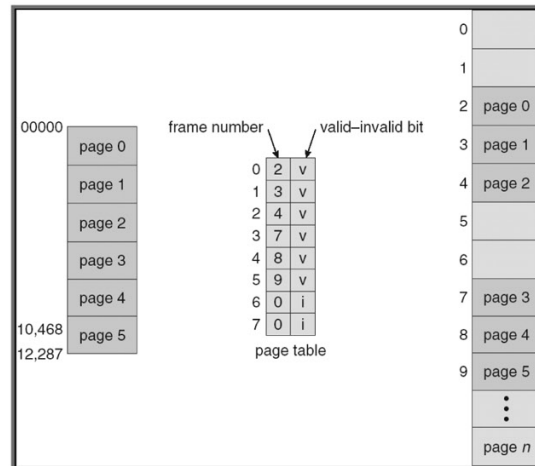 00000
page 0
page 1
page 2
page 3
page 4
10,468
page 5
12,287
frame number
valid–invalid bit
0 2 v
1 3 v
2 4 v
3 7 v
4 8 v
5 9 v
6 0 i
7 0 i
page table
0
1
2 page 0
3 page 1
4 page 2
5
6
7 page 3
8 page 4
9 page 5
page n